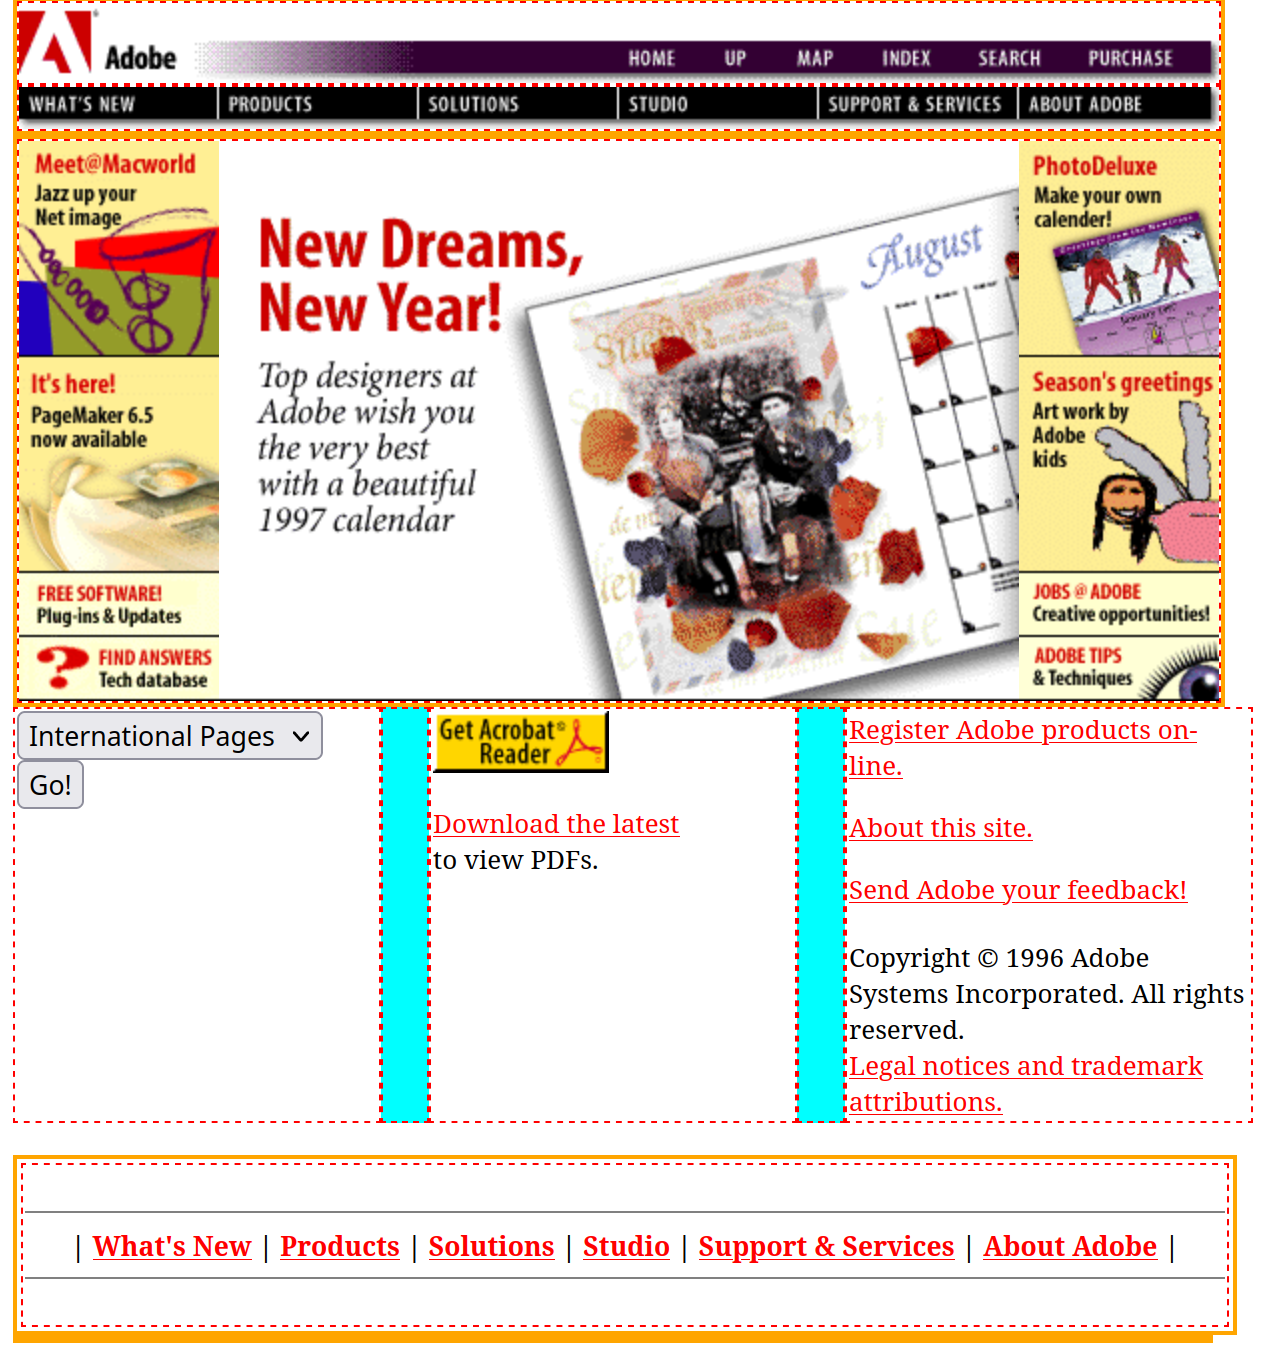 Adobe
HOME UP MAP INDEX SEARCH PURCHASE
WHAT'S NEW PRODUCTS SOLUTIONS STUDIO SUPPORT & SERVICES ABOUT ADOBE
Meet@Macworld
Jazz up your
Net image
It's here!
PageMaker 6.5
now available
FREE SOFTWARE!
Plug-ins & Updates
FIND ANSWERS
Tech database
New Dreams,
New Year!
Top designers at
Adobe wish you
the very best
with a beautiful
1997 calendar
August
PhotoDeluxe
Make your own
calender!
Season's greetings
Art work by
Adobe
kids
JOBS @ ADOBE
Creative opportunities!
ADOBE TIPS
& Techniques
International Pages
Go!
Get Acrobat®
Reader
Download the latest
to view PDFs.
Register Adobe products on-
line.
About this site.
Send Adobe your feedback!
Copyright © 1996 Adobe
Systems Incorporated. All rights
reserved.
Legal notices and trademark
attributions.
| What's New | Products | Solutions | Studio | Support & Services | About Adobe |